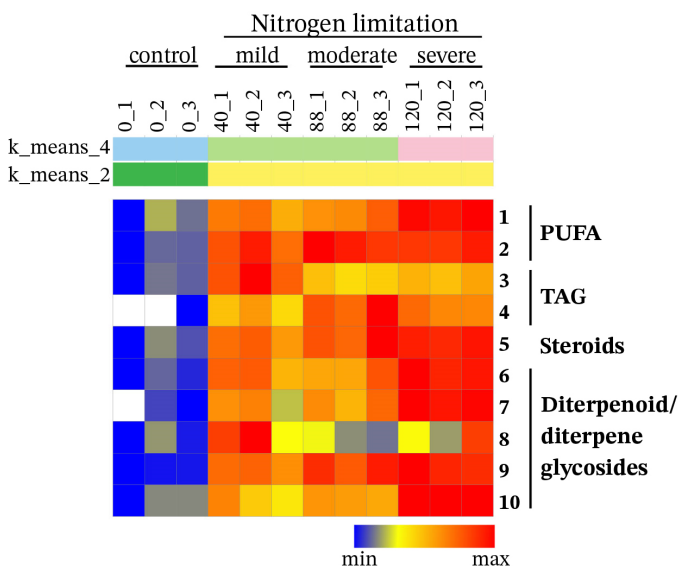 Nitrogen limitation
control mild moderate severe
0_1 0_2 0_3 40_1 40_2 40_3 88_1 88_2 88_3 120_1 120_2 120_3
k_means_4
k_means_2
1
PUFA
2
3
TAG
4
5 Steroids
6
7 Diterpenoid/
8 diterpene
9 glycosides
10
min max